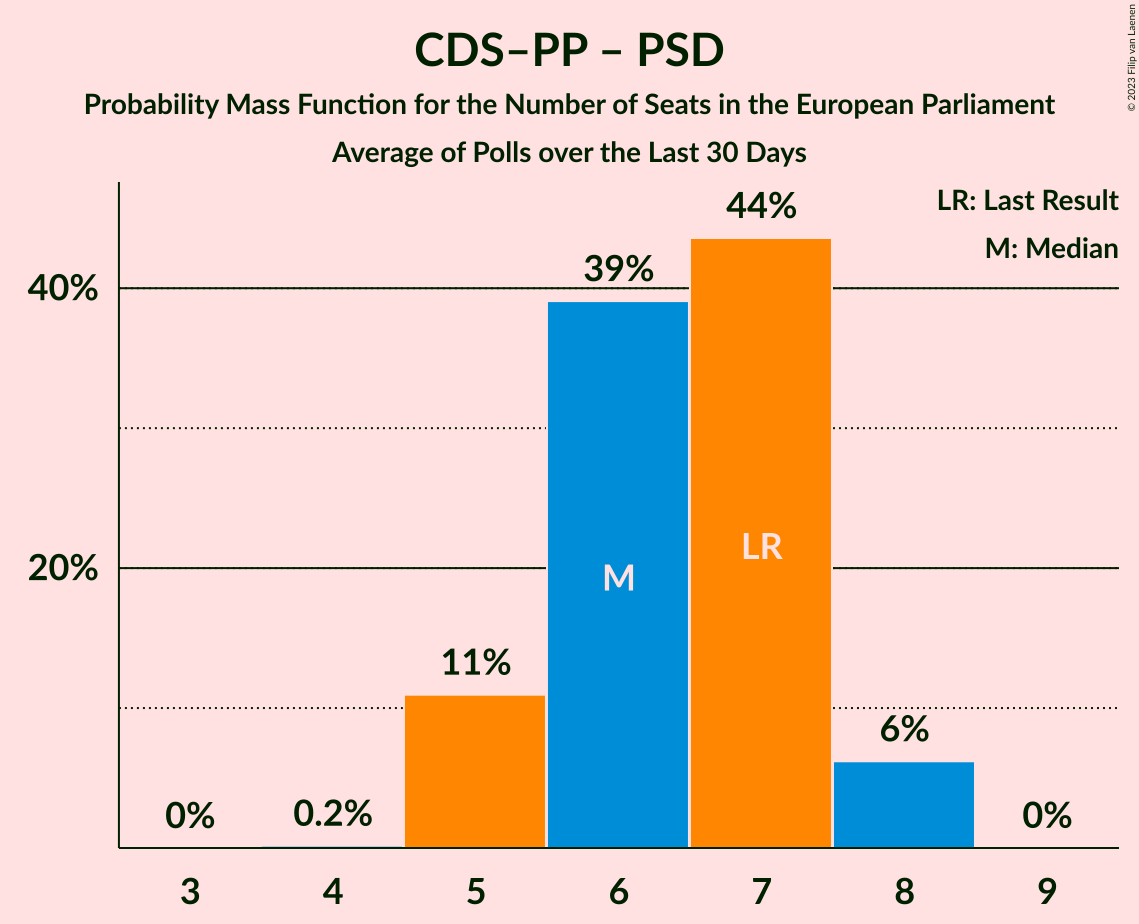 CDS–PP – PSD
Probability Mass Function for the Number of Seats in the European Parliament
Average of Polls over the Last 30 Days
© 2023 Filip van Laenen
LR: Last Result
M: Median
44%
39%
40%
LR
M
20%
11%
6%
0%
0.2%
0%
3
4
5
6
7
8
9